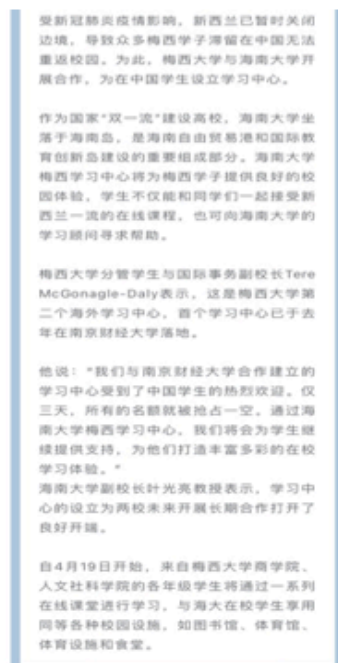 受新冠肺炎疫情影响，新西兰已暂时关闭
边境，导致众多梅西学子滞留在中国无法
重返校园。为此，梅西大学与海南大学开
展合作，为在中国学生设立学习中心。
作为国家“双一流”建设高校，海南大学坐
落于海南岛，是海南自由贸易港和国际教
育创新岛建设的重要组成部分。海南大学
梅西学习中心将为梅西学子提供良好的校
园体验，学生不仅能和同学们一起接受新
西兰一流的在线课程，也可向海南大学的
学习顾问寻求帮助。
梅西大学分管学生与国际事务副校长Tere
McGonagle-Daly表示，这是梅西大学第
二个海外学习中心，首个学习中心已于去
年在南京财经大学落地。
他说：“我们与南京财经大学合作建立的
学习中心受到了中国学生的热烈欢迎。仅
三天，所有的名额就被抢占一空。通过海
南大学梅西学习中心，我们将会为学生继
续提供支持，为他们打造丰富多彩的在校
学习体验。”
海南大学副校长叶光亮教授表示，学习中
心的设立为两校未来开展长期合作打开了
良好开端。
自4月19日开始，来自梅西大学商学院、
人文社科学院的各年级学生将通过一系列
在线课堂进行学习，与海大在校学生享用
同等各种校园设施，如图书馆、体育馆、
体育设施和食堂。